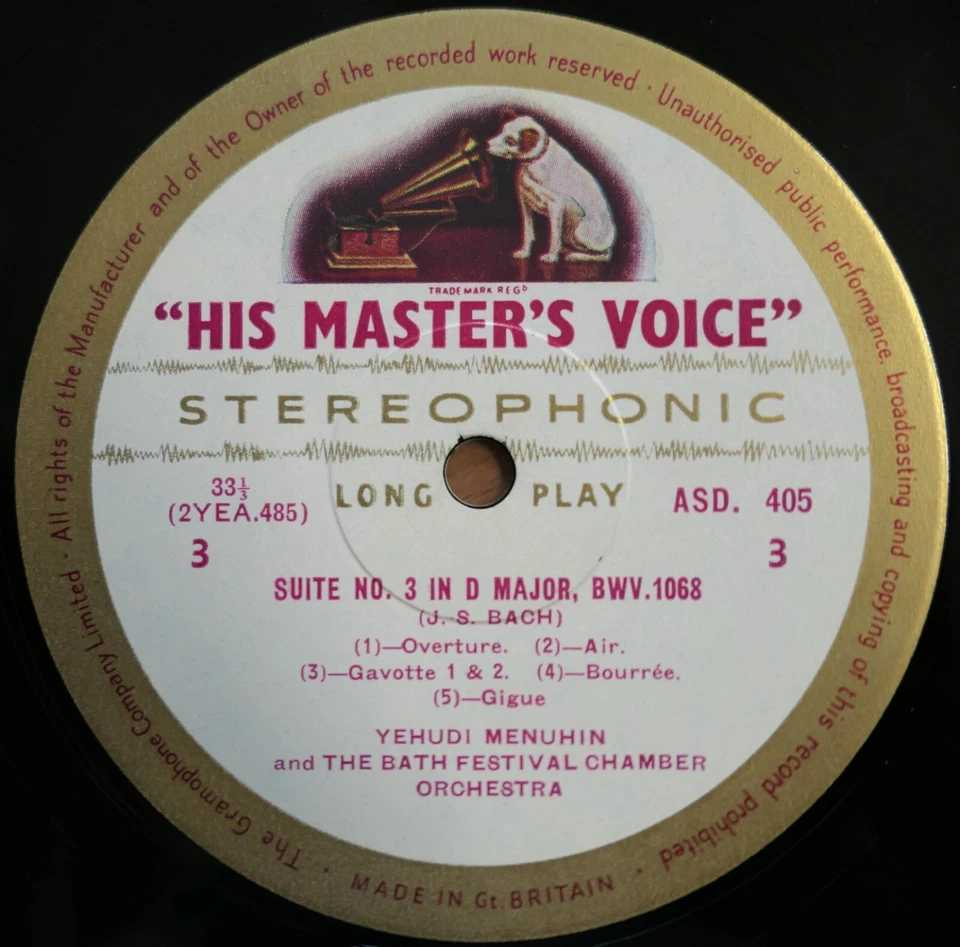 The Gramophone Company Limited · All rights of the Manufacturer and of the Owner of the recorded work reserved · Unauthorised public performance, broadcasting and copying of this record prohibited ·
TRADE MARK REGD
“HIS MASTER'S VOICE”
STEREOPHONIC
33⅓ LONG PLAY ASD. 405
(2YEA.485)
3 3
SUITE NO. 3 IN D MAJOR, BWV.1068
(J. S. BACH)
(1)—Overture. (2)—Air.
(3)—Gavotte 1 & 2. (4)—Bourrée.
(5)—Gigue
YEHUDI MENUHIN
and THE BATH FESTIVAL CHAMBER
ORCHESTRA
· MADE IN Gt. BRITAIN ·